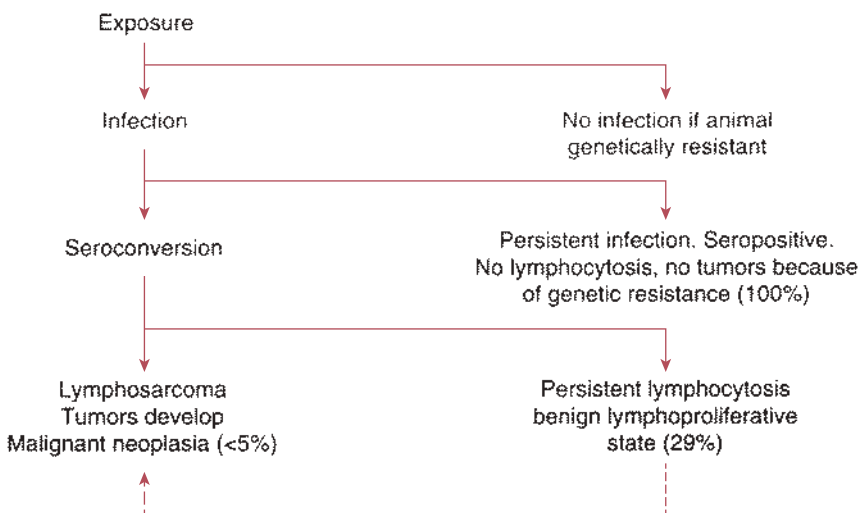 Exposure
Infection
No infection if animal
genetically resistant
Seroconversion
Persistent infection. Seropositive.
No lymphocytosis, no tumors because
of genetic resistance (100%)
Lymphosarcoma
Tumors develop
Malignant neoplasia (<5%)
Persistent lymphocytosis
benign lymphoproliferative
state (29%)